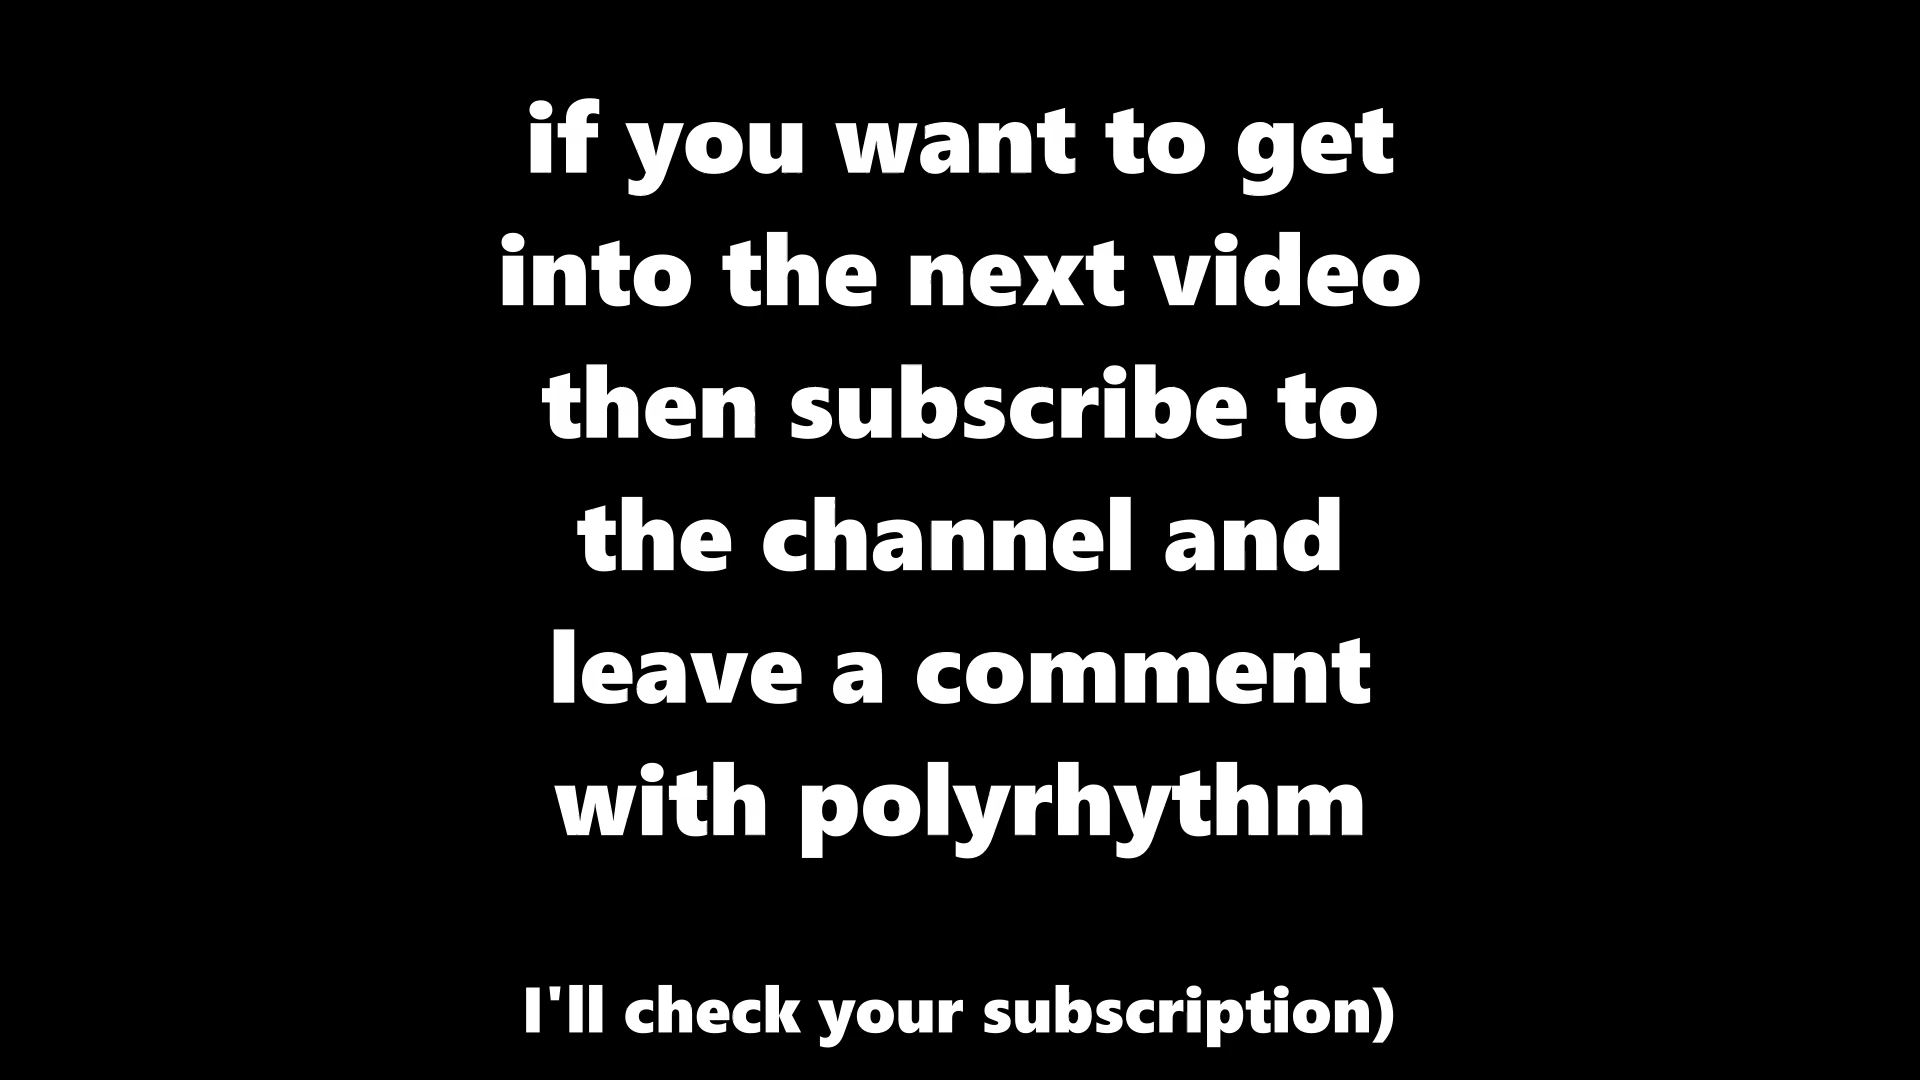 if you want to get
into the next video
then subscribe to
the channel and
leave a comment
with polyrhythm
I'll check your subscription)